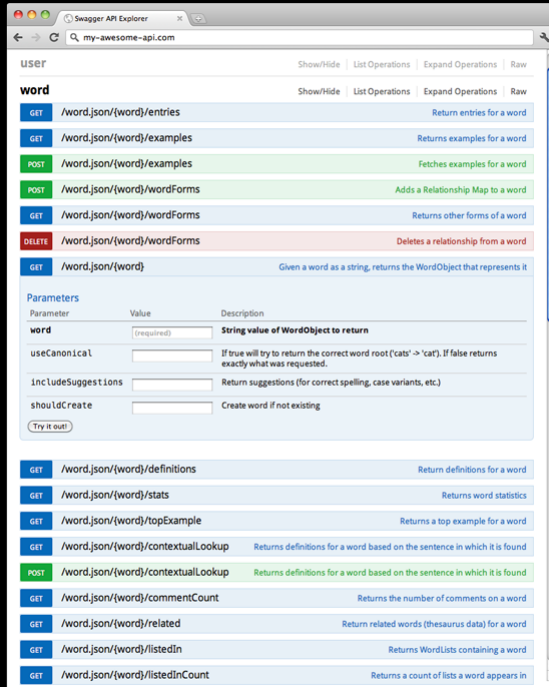 Swagger API Explorer
my-awesome-api.com
user Show/Hide List Operations Expand Operations Raw
word Show/Hide List Operations Expand Operations Raw
GET /word.json/{word}/entries Return entries for a word
GET /word.json/{word}/examples Returns examples for a word
POST /word.json/{word}/examples Fetches examples for a word
POST /word.json/{word}/wordForms Adds a Relationship Map to a word
GET /word.json/{word}/wordForms Returns other forms of a word
DELETE /word.json/{word}/wordForms Deletes a relationship from a word
GET /word.json/{word} Given a word as a string, returns the WordObject that represents it
Parameters
Parameter Value Description
word (required) String value of WordObject to return
useCanonical If true will try to return the correct word root ('cats' -> 'cat'). If false returns
exactly what was requested.
includeSuggestions Return suggestions (for correct spelling, case variants, etc.)
shouldCreate Create word if not existing
Try it out!
GET /word.json/{word}/definitions Return definitions for a word
GET /word.json/{word}/stats Returns word statistics
GET /word.json/{word}/topExample Returns a top example for a word
GET /word.json/{word}/contextualLookup Returns definitions for a word based on the sentence in which it is found
POST /word.json/{word}/contextualLookup Returns definitions for a word based on the sentence in which it is found
GET /word.json/{word}/commentCount Returns the number of comments on a word
GET /word.json/{word}/related Return related words (thesaurus data) for a word
GET /word.json/{word}/listedIn Returns WordLists containing a word
GET /word.json/{word}/listedInCount Returns a count of lists a word appears in